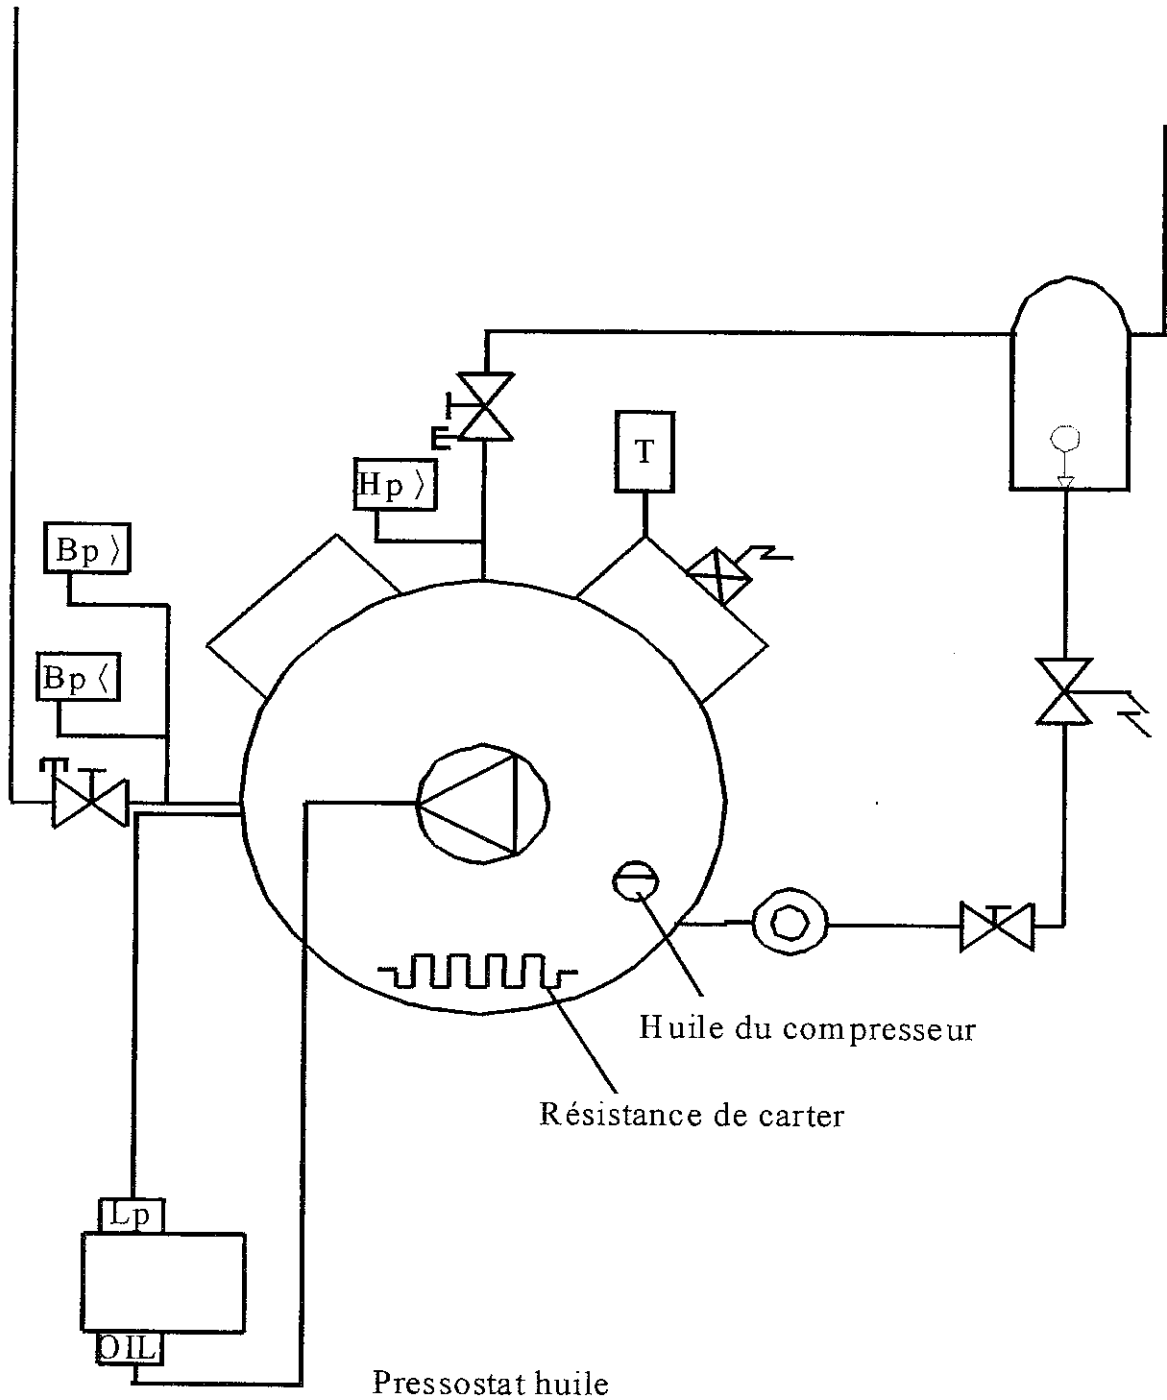 T
Hp 〉
Bp 〉
Bp 〈
Huile du compresseur
Résistance de carter
Lp
OIL
Pressostat huile